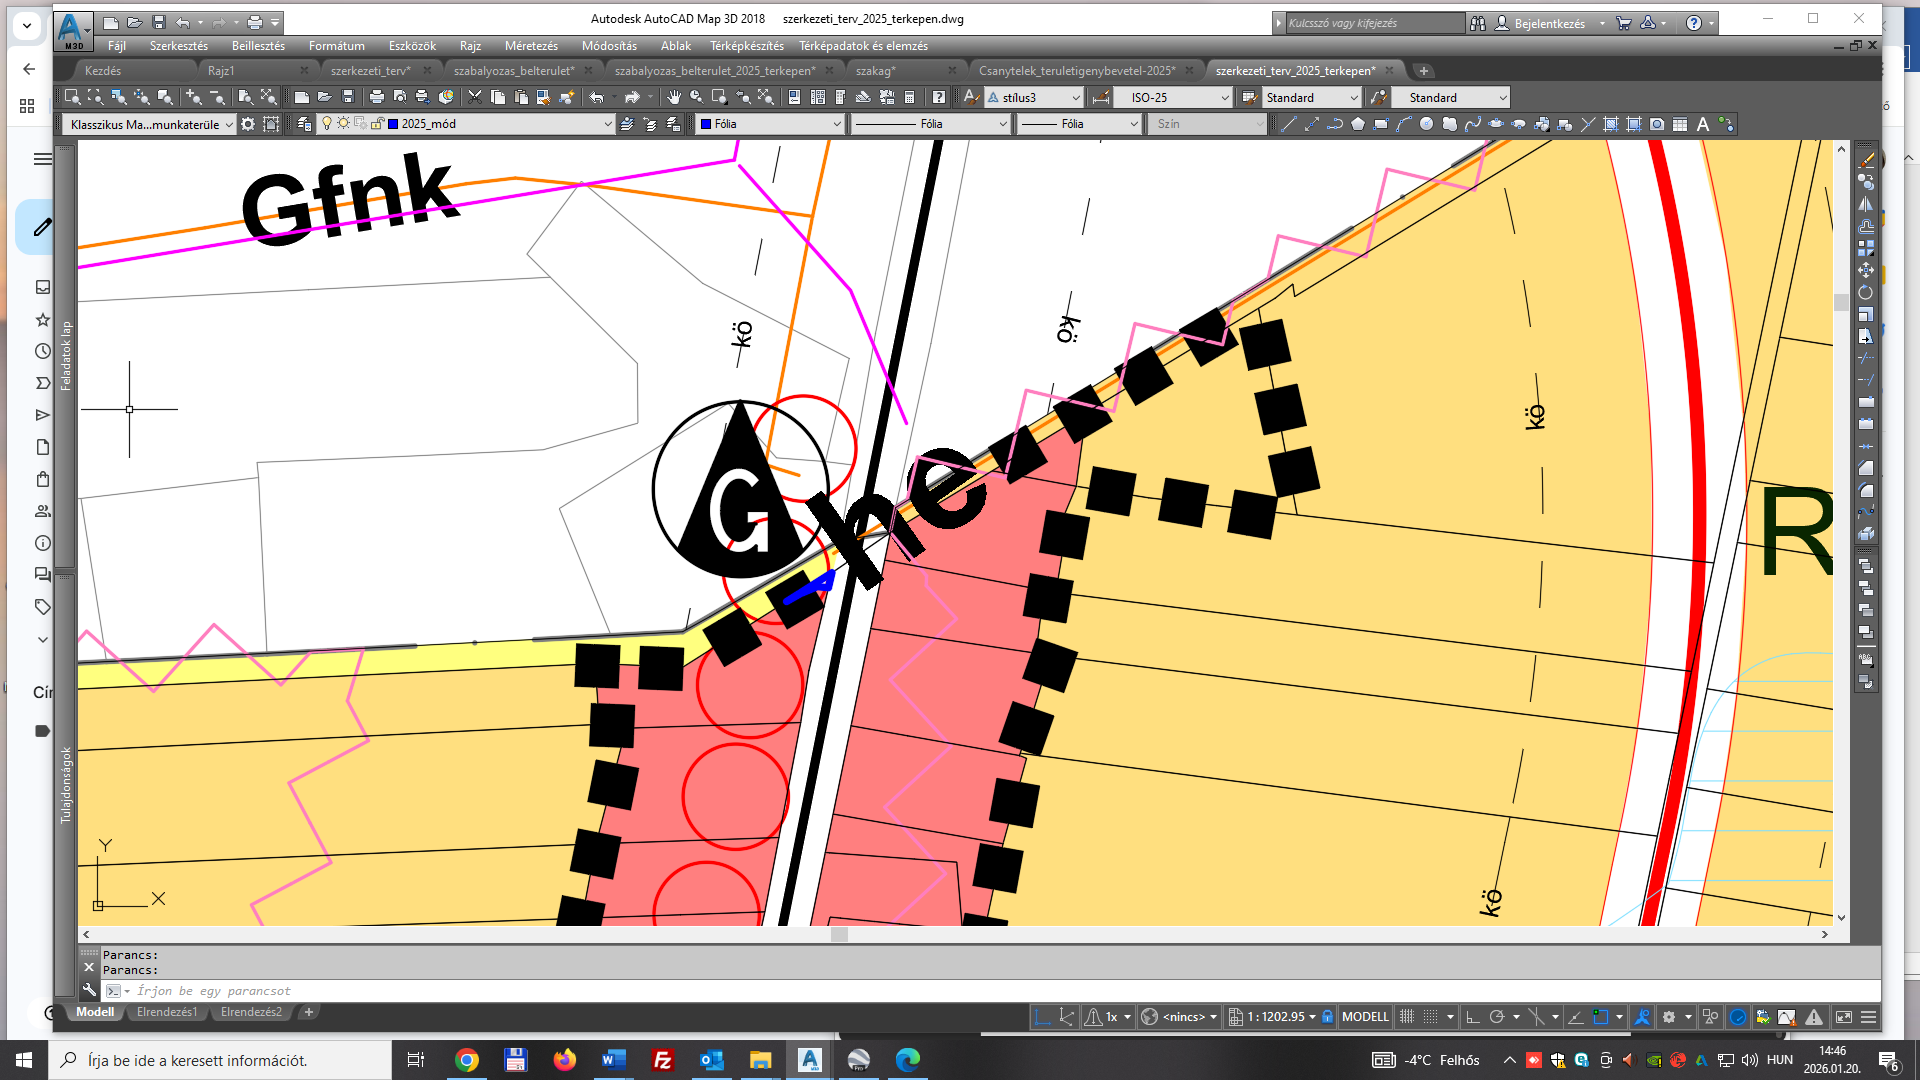 Autodesk AutoCAD Map 3D 2018 szerkezeti_terv_2025_terkepen.dwg
Kulcsszó vagy kifejezés
Bejelentkezés
M3D
Fájl Szerkesztés Beillesztés Formátum Eszközök Rajz Méretezés Módosítás Ablak Térképkészítés Térképadatok és elemzés
Kezdés Rajz1 szerkezeti_terv* szabalyozas_belterulet* szabalyozas_belterulet_2025_terkepen* szakag* Csanytelek_teruletigenybevetel-2025* szerkezeti_terv_2025_terkepen*
stílus3 ISO-25 Standard Standard
Klasszikus Ma...munkaterüle 2025_mód Fólia Fólia Fólia Szín
Feladatok lap
Tulajdonságok
Gfnk
kö
kö
kö
kö
G
he
R
Y
X
Cír
Parancs:
Parancs:
Írjon be egy parancsot
Modell Elrendezés1 Elrendezés2
1x <nincs> 1:1202.95 MODELL
Írja be ide a keresett információt.
-4°C Felhős
HUN
14:46
2026.01.20.
6